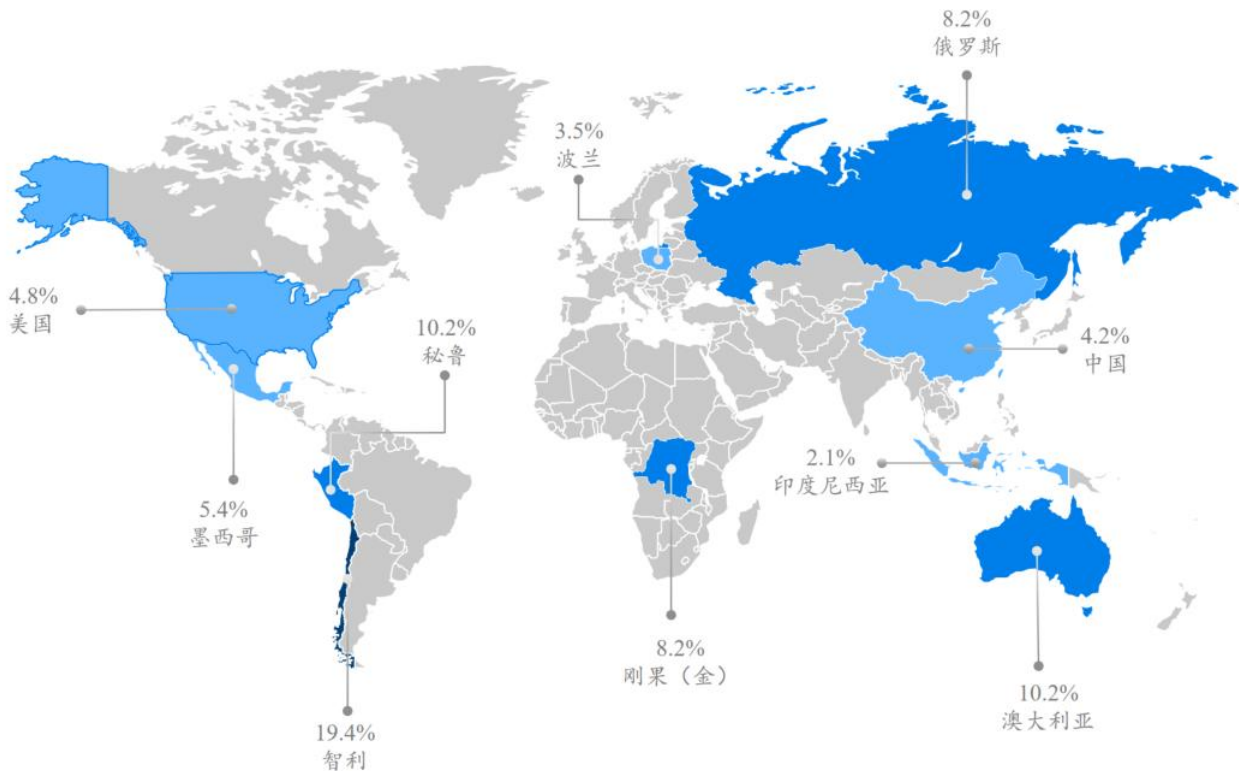 8.2%
俄罗斯
3.5%
波兰
4.8%
美国
10.2%
秘鲁
4.2%
中国
2.1%
印度尼西亚
5.4%
墨西哥
8.2%
刚果（金）
10.2%
澳大利亚
19.4%
智利